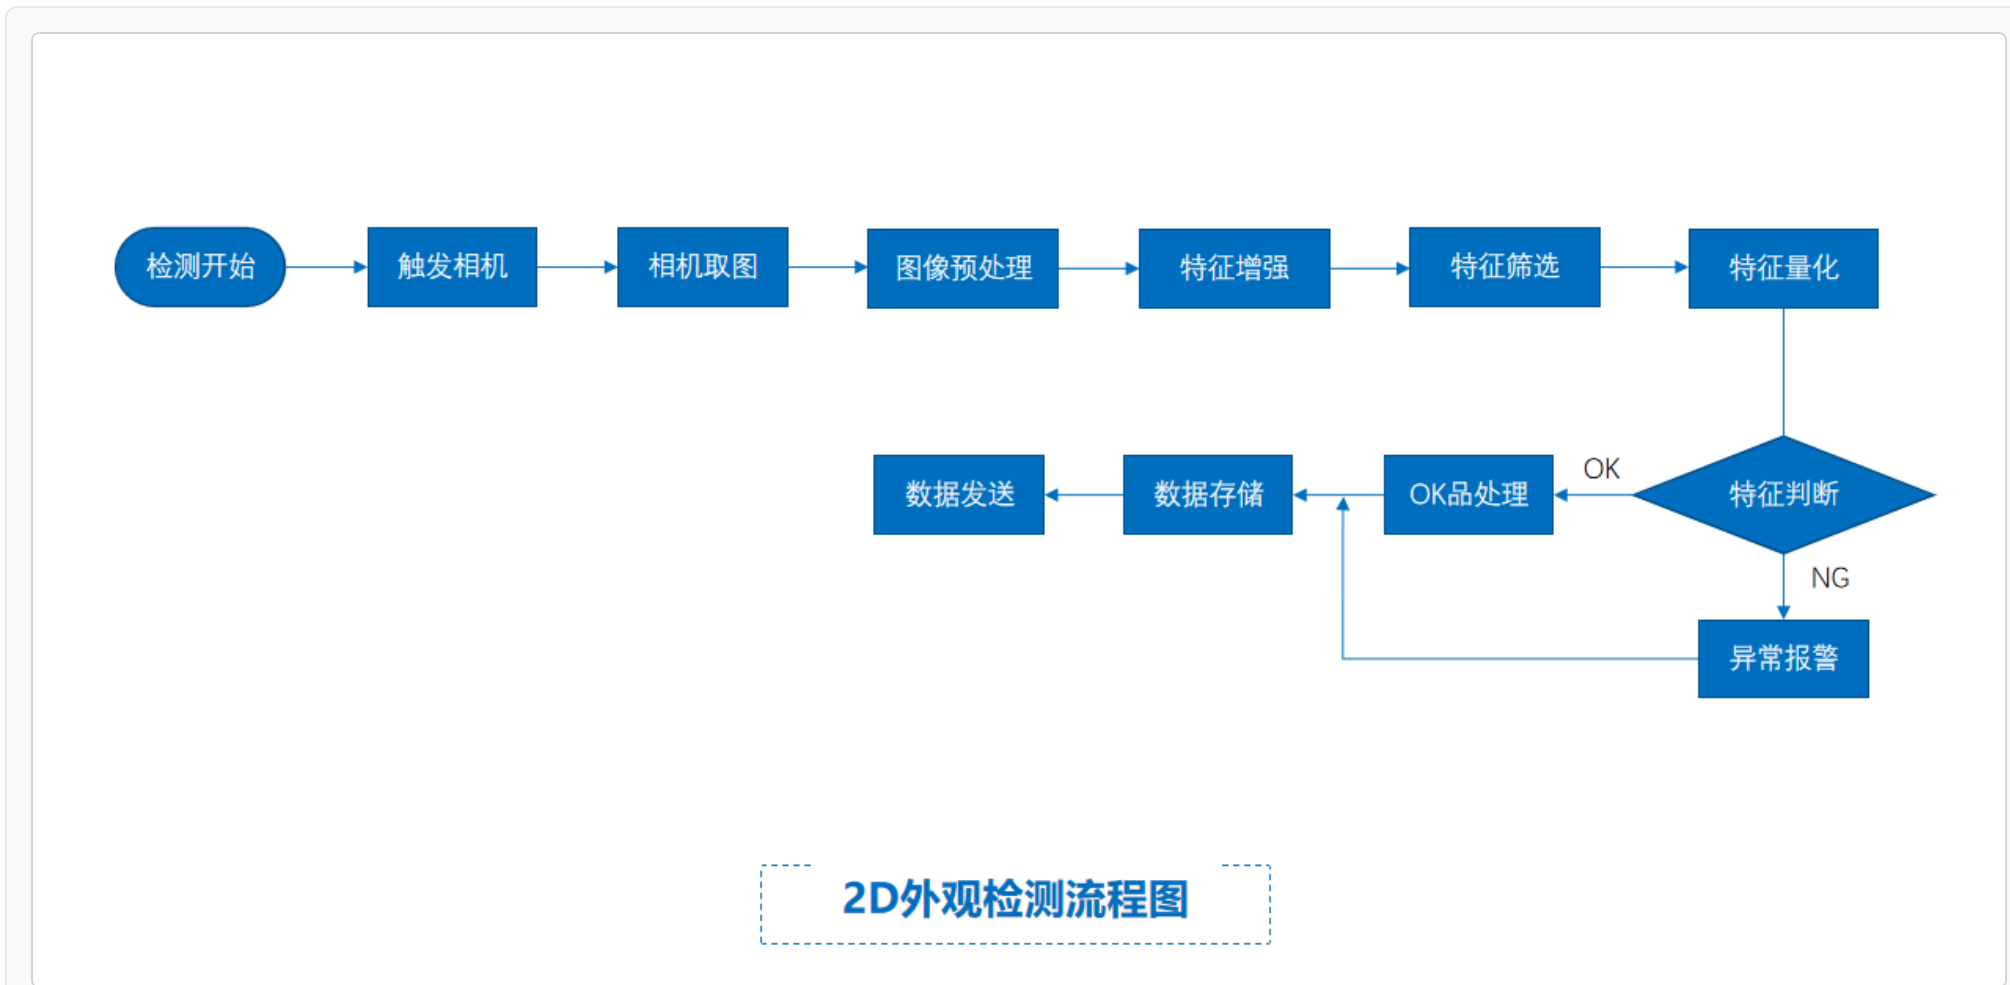 检测开始
触发相机
相机取图
图像预处理
特征增强
特征筛选
特征量化
特征判断
OK
OK品处理
数据存储
数据发送
NG
异常报警
2D外观检测流程图